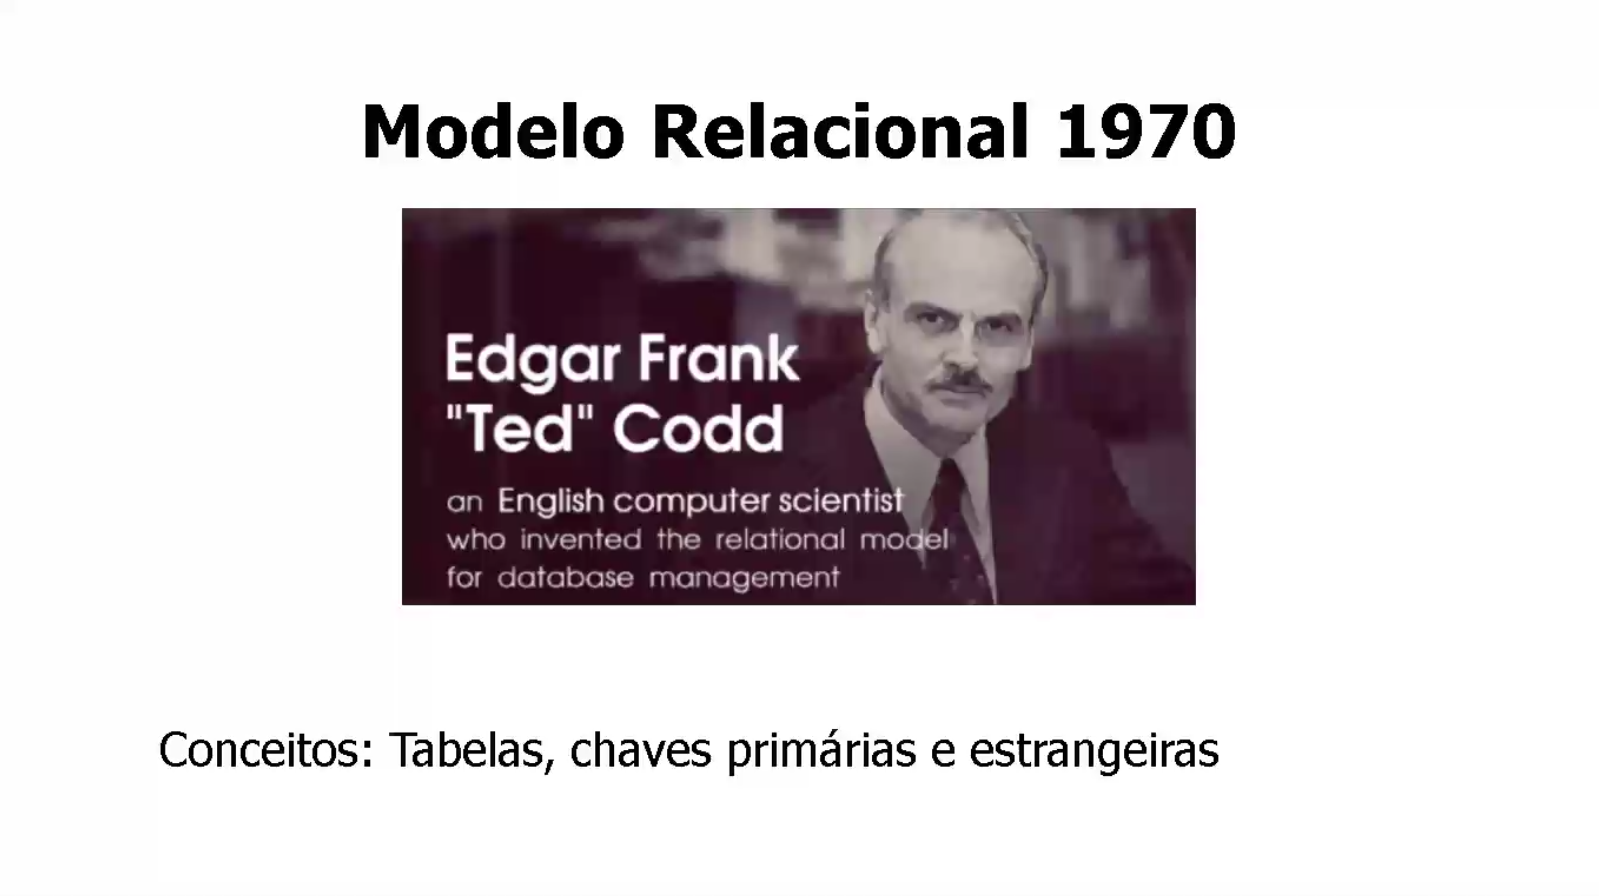 Modelo Relacional 1970
Edgar Frank
"Ted" Codd
an English computer scientist
who invented the relational model
for database management
Conceitos: Tabelas, chaves primárias e estrangeiras